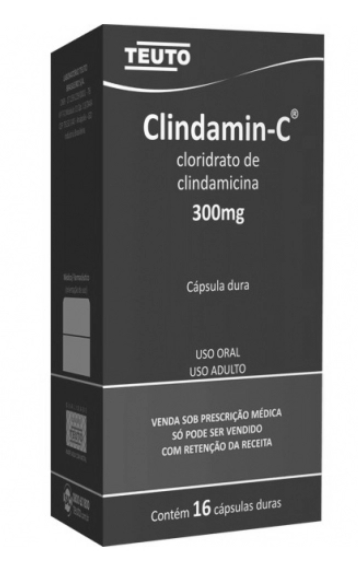 TEUTO
Clindamin-C®
cloridrato de
clindamicina
300mg
Cápsula dura
USO ORAL
USO ADULTO
VENDA SOB PRESCRIÇÃO MÉDICA
SÓ PODE SER VENDIDO
COM RETENÇÃO DA RECEITA
Contém 16 cápsulas duras
TEUTO